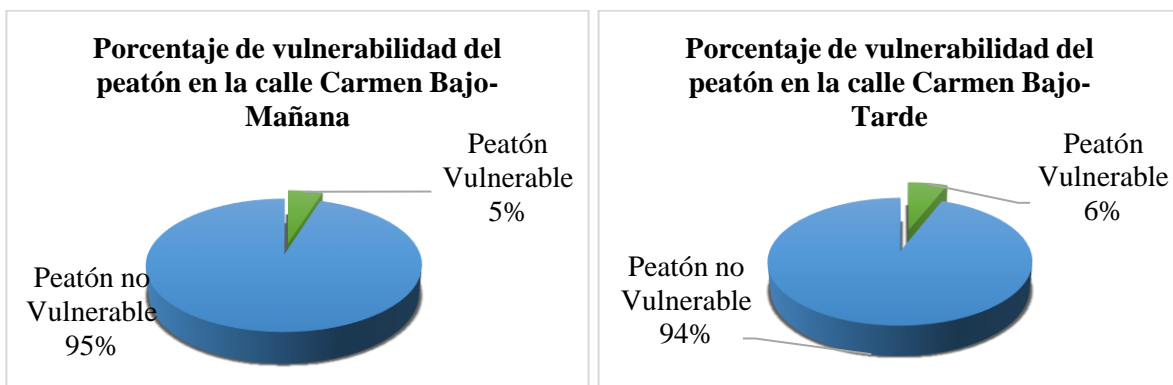 Porcentaje de vulnerabilidad del
peatón en la calle Carmen Bajo-
Mañana
Peatón
Vulnerable
5%
Peatón no
Vulnerable
95%
Porcentaje de vulnerabilidad del
peatón en la calle Carmen Bajo-
Tarde
Peatón
Vulnerable
6%
Peatón no
Vulnerable
94%